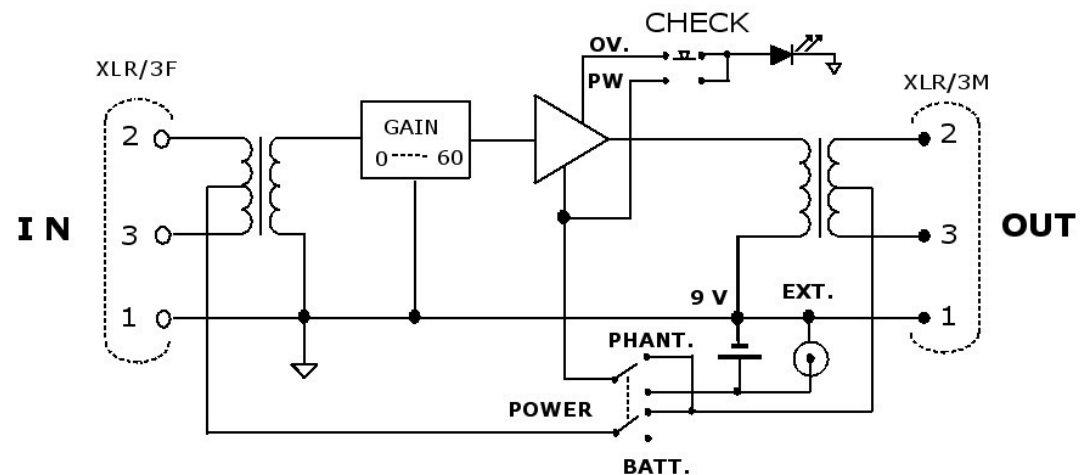 CHECK
OV.
PW
XLR/3F
XLR/3M
GAIN
0 ----- 60
2
3
1
IN
2
3
1
OUT
9 V
EXT.
PHANT.
POWER
BATT.